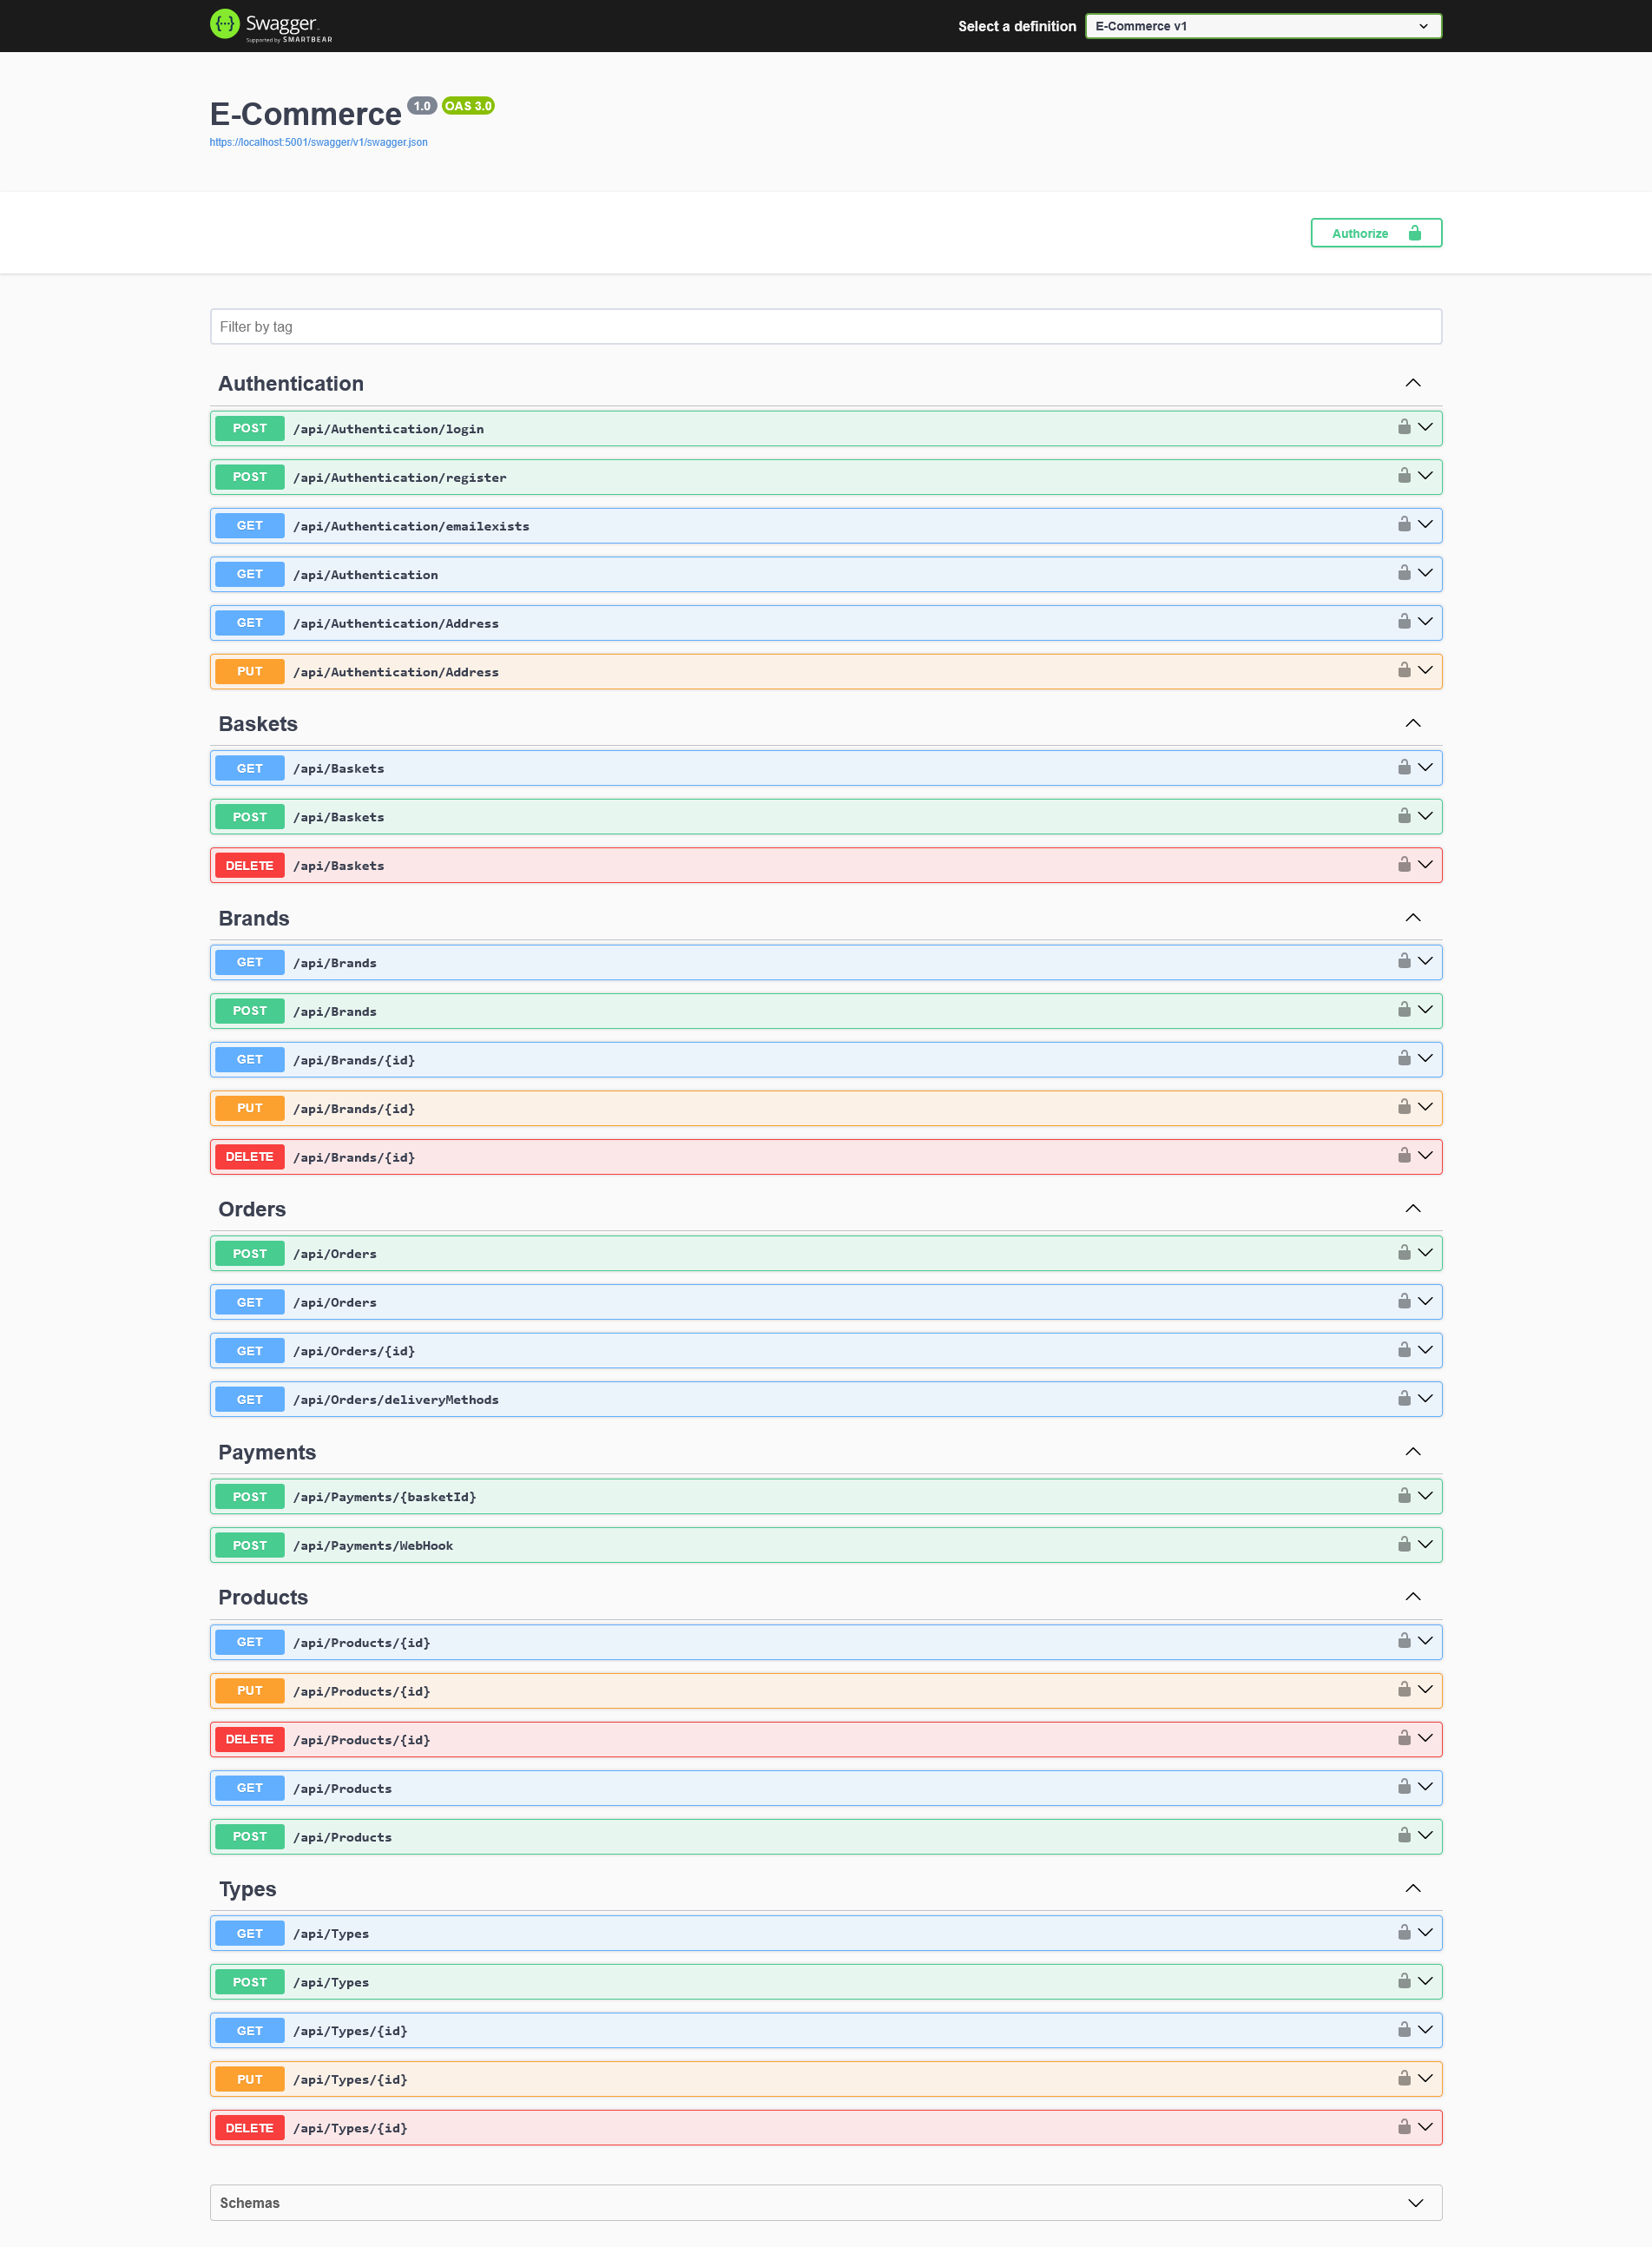 Swagger
Supported by SMARTBEAR
Select a definition
E-Commerce v1
E-Commerce 1.0 OAS 3.0
https://localhost:5001/swagger/v1/swagger.json
Authorize
Filter by tag
Authentication
POST /api/Authentication/login
POST /api/Authentication/register
GET /api/Authentication/emailexists
GET /api/Authentication
GET /api/Authentication/Address
PUT /api/Authentication/Address
Baskets
GET /api/Baskets
POST /api/Baskets
DELETE /api/Baskets
Brands
GET /api/Brands
POST /api/Brands
GET /api/Brands/{id}
PUT /api/Brands/{id}
DELETE /api/Brands/{id}
Orders
POST /api/Orders
GET /api/Orders
GET /api/Orders/{id}
GET /api/Orders/deliveryMethods
Payments
POST /api/Payments/{basketId}
POST /api/Payments/WebHook
Products
GET /api/Products/{id}
PUT /api/Products/{id}
DELETE /api/Products/{id}
GET /api/Products
POST /api/Products
Types
GET /api/Types
POST /api/Types
GET /api/Types/{id}
PUT /api/Types/{id}
DELETE /api/Types/{id}
Schemas